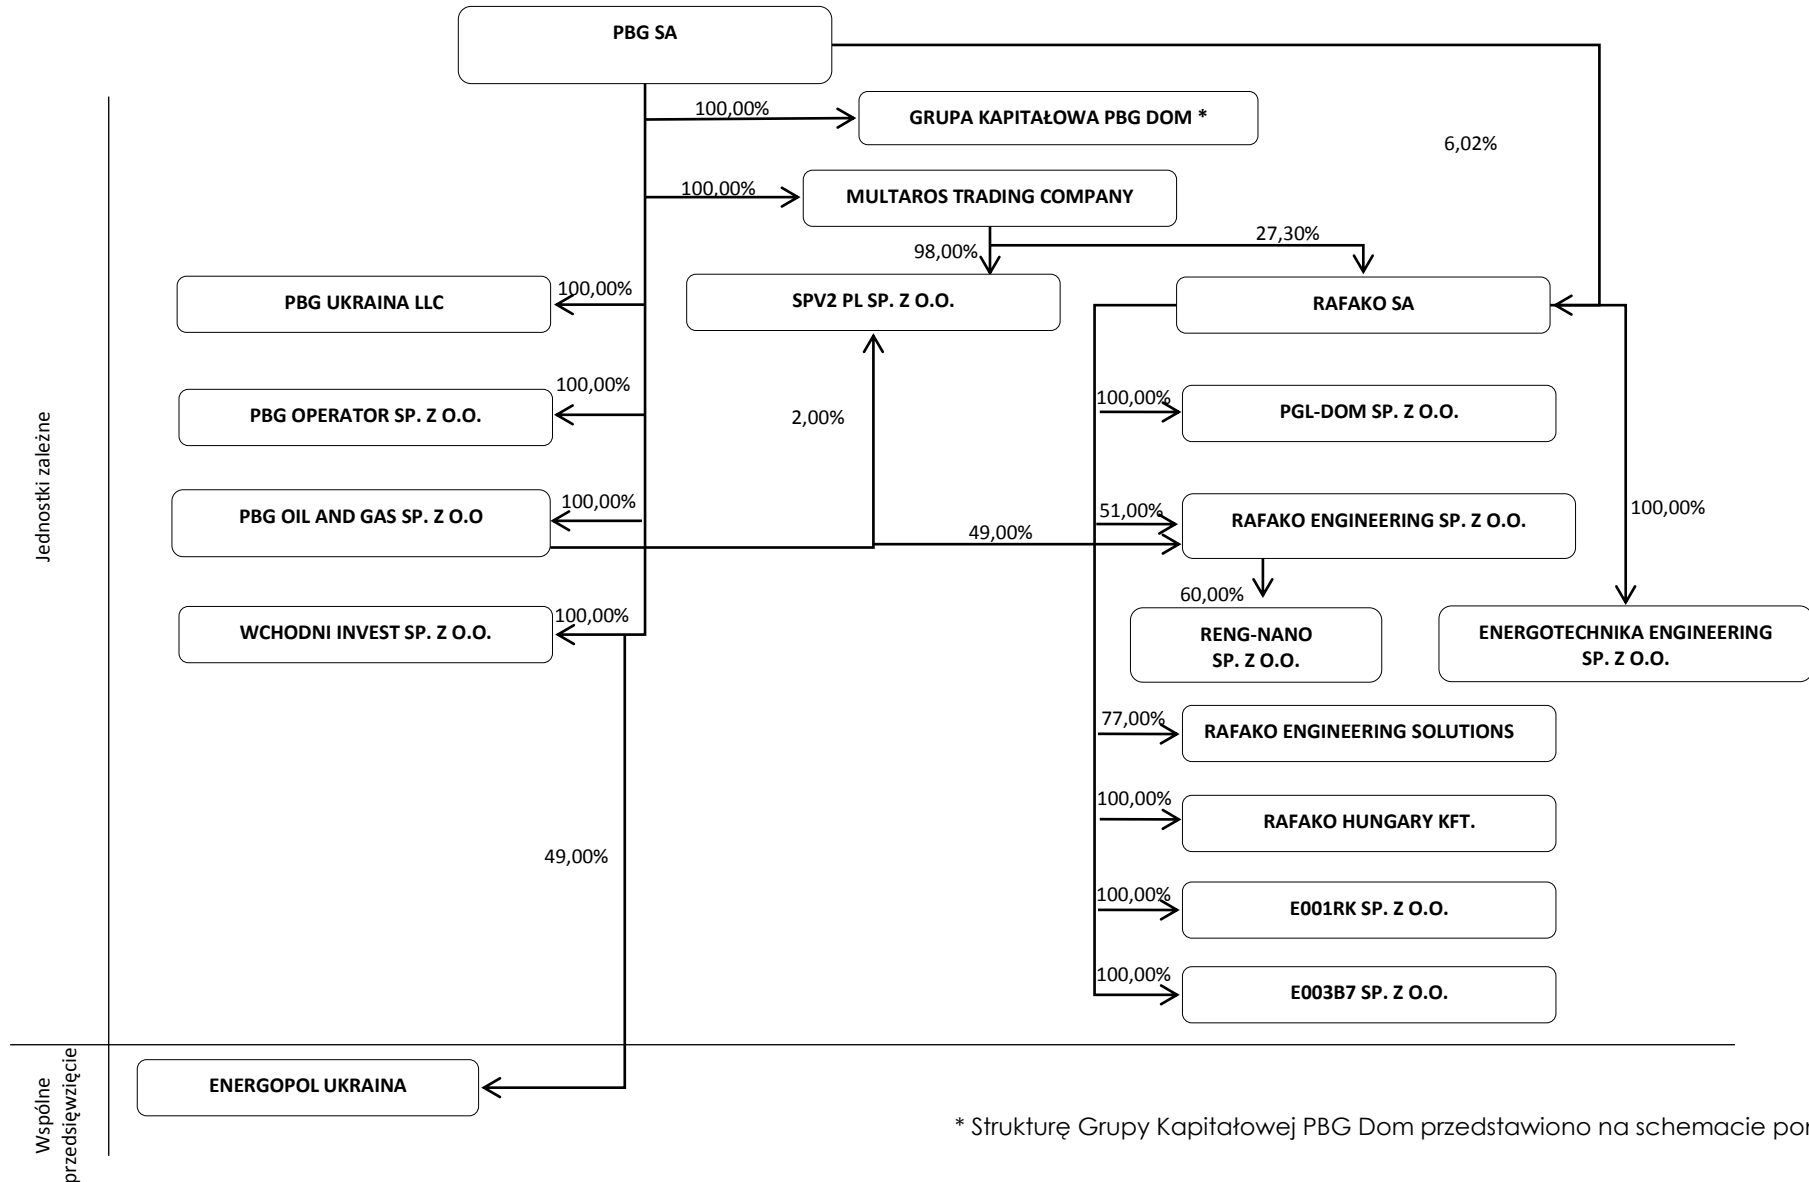 PBG SA
100,00%
GRUPA KAPITAŁOWA PBG DOM *
6,02%
100,00%
MULTAROS TRADING COMPANY
27,30%
98,00%
100,00%
PBG UKRAINA LLC
SPV2 PL SP. Z O.O.
RAFAKO SA
100,00%
PBG OPERATOR SP. Z O.O.
2,00%
100,00%
PGL-DOM SP. Z O.O.
Jednostki zależne
100,00%
PBG OIL AND GAS SP. Z O.O
49,00%
51,00%
RAFAKO ENGINEERING SP. Z O.O.
100,00%
60,00%
100,00%
WCHODNI INVEST SP. Z O.O.
RENG-NANO
SP. Z O.O.
ENERGOTECHNIKA ENGINEERING
SP. Z O.O.
77,00%
RAFAKO ENGINEERING SOLUTIONS
100,00%
RAFAKO HUNGARY KFT.
49,00%
100,00%
E001RK SP. Z O.O.
100,00%
E003B7 SP. Z O.O.
Wspólne
przedsięwzięcie
ENERGOPOL UKRAINA
* Strukturę Grupy Kapitałowej PBG Dom przedstawiono na schemacie